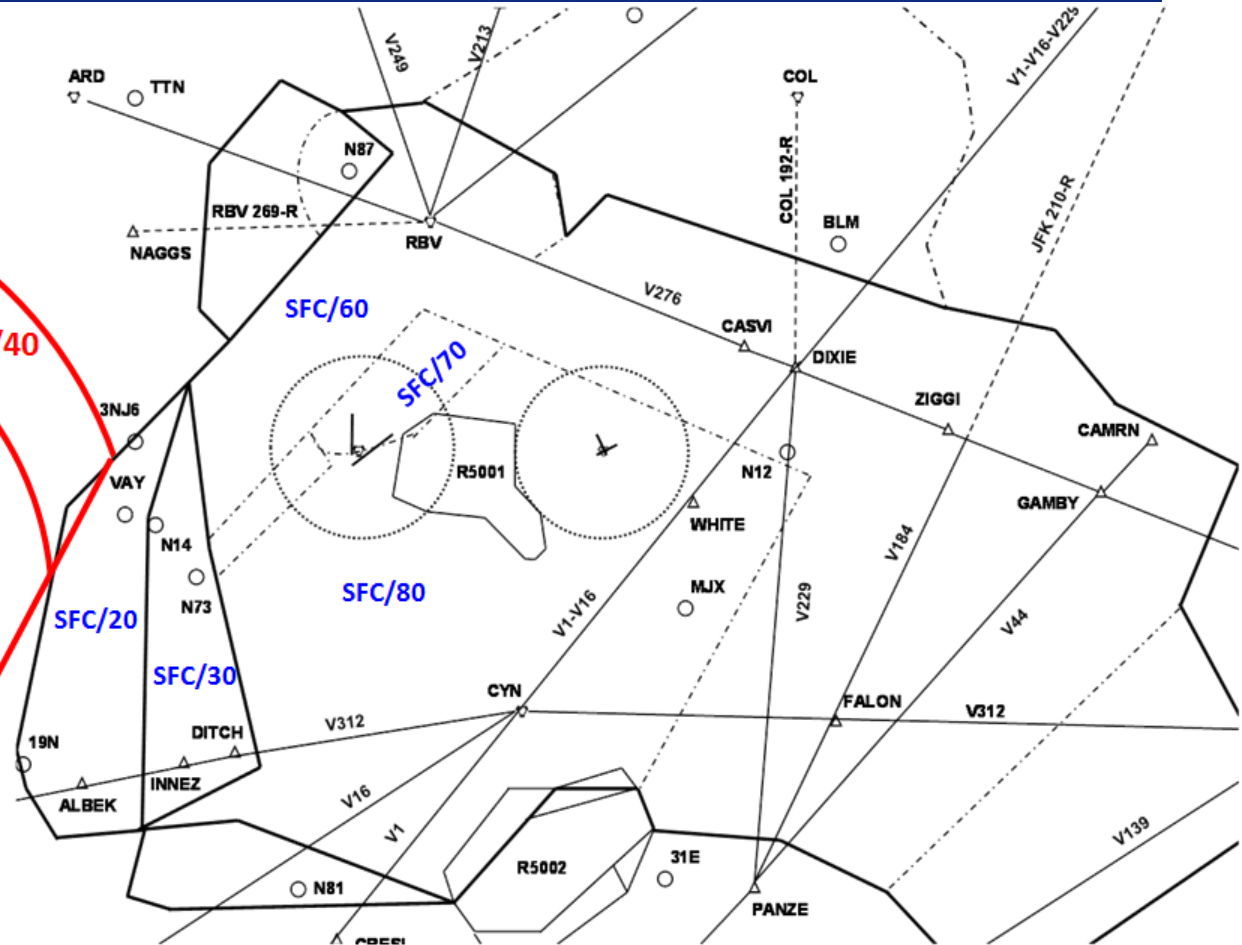 V249
V213
V1-V16-V229
ARD
TTN
COL
N87
COL 192-R
JFK 210-R
RBV 269-R
BLM
RBV
NAGGS
V276
SFC/60
/40
CASVI
DIXIE
SFC/70
ZIGGI
3NJ6
CAMRN
R5001
N12
VAY
GAMBY
WHITE
N14
V184
SFC/80
MJX
N73
V229
V1-V16
SFC/20
V44
SFC/30
CYN
FALON
V312
V312
DITCH
19N
INNEZ
ALBEK
V16
V1
V139
R5002
31E
N81
PANZE